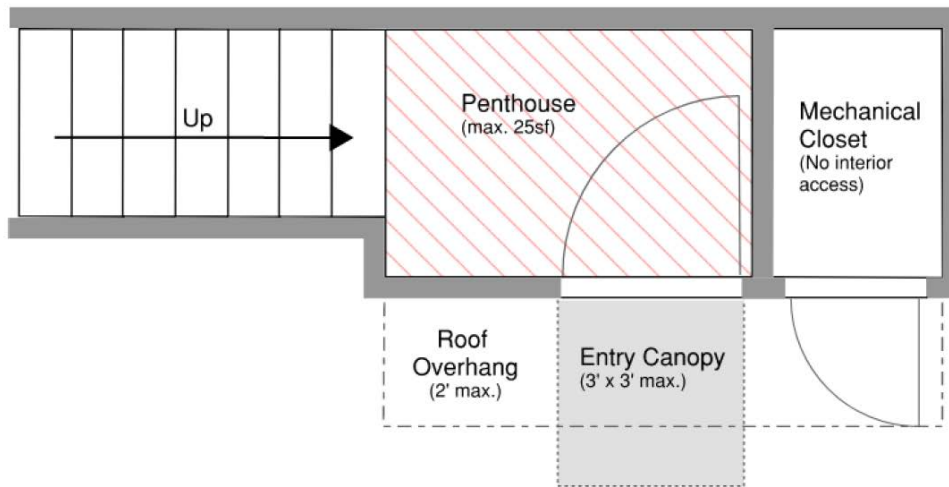 Up
Penthouse
(max. 25sf)
Mechanical
Closet
(No interior
access)
Roof
Overhang
(2' max.)
Entry Canopy
(3' x 3' max.)